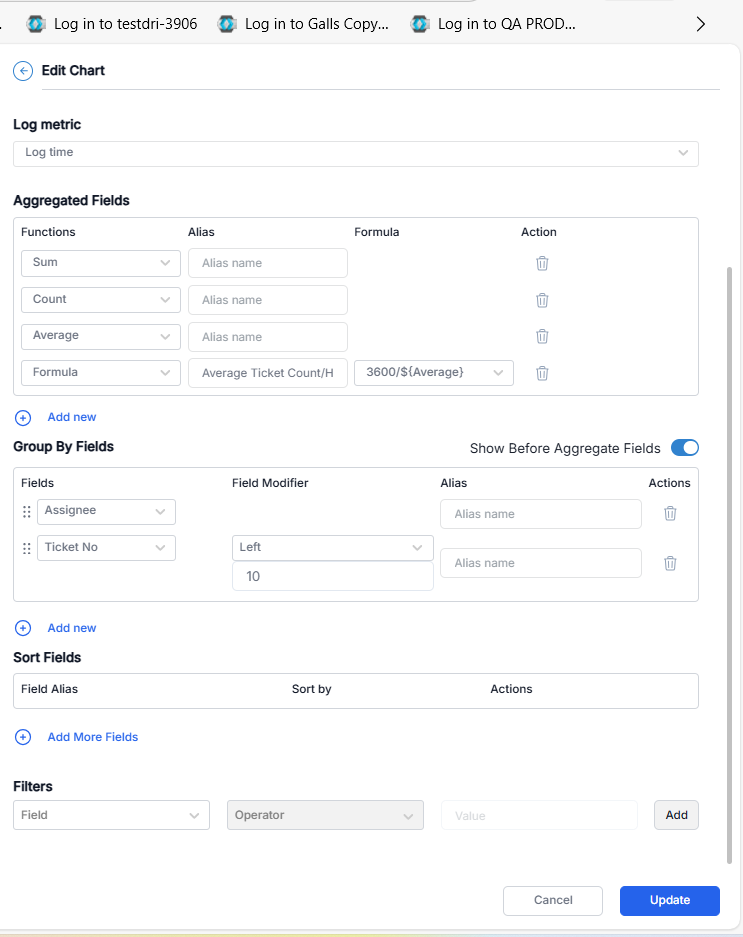 Log in to testdri-3906 Log in to Galls Copy... Log in to QA PROD...
Edit Chart
Log metric
Log time
Aggregated Fields
Functions Alias Formula Action
Sum Alias name
Count Alias name
Average Alias name
Formula Average Ticket Count/H 3600/${Average}
Add new
Group By Fields Show Before Aggregate Fields
Fields Field Modifier Alias Actions
Assignee Alias name
Ticket No Left Alias name
10
Add new
Sort Fields
Field Alias Sort by Actions
Add More Fields
Filters
Field Operator Value Add
Cancel Update